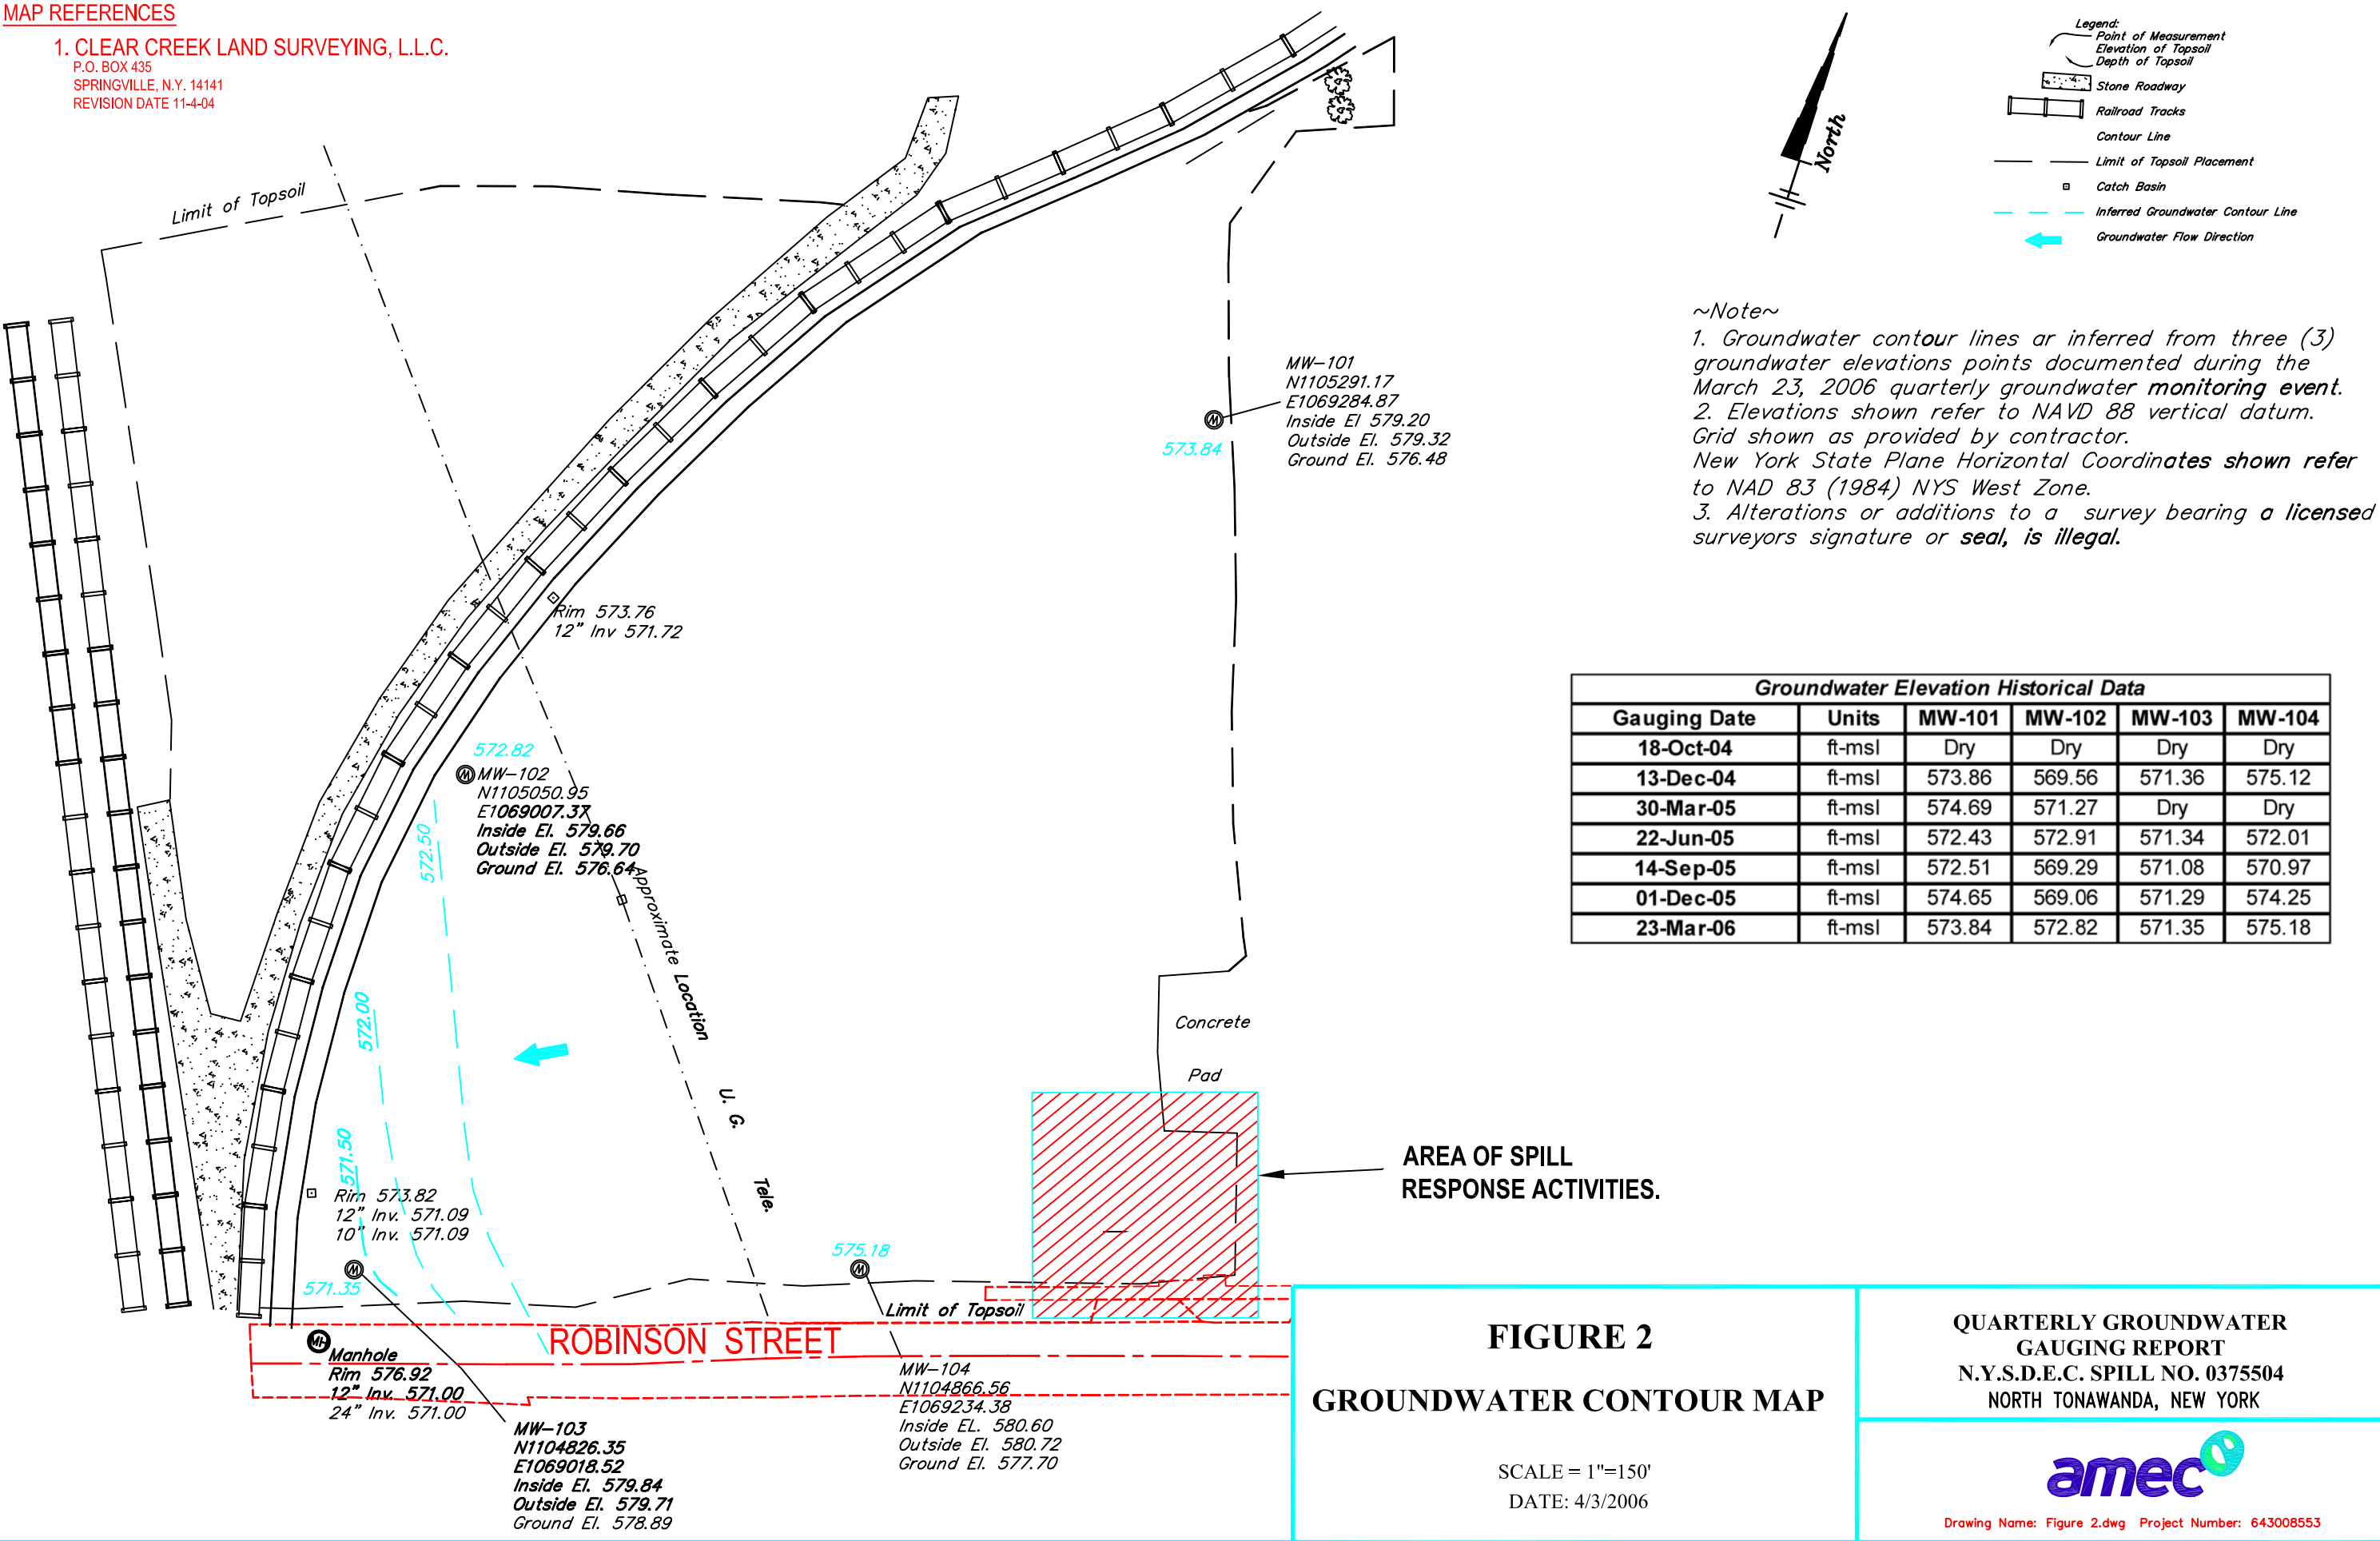 MAP REFERENCES
1. CLEAR CREEK LAND SURVEYING, L.L.C.
P.O. BOX 435
SPRINGVILLE, N.Y. 14141
REVISION DATE 11-4-04
Limit of Topsoil
North
Legend:
Point of Measurement
Elevation of Topsoil
Depth of Topsoil
Stone Roadway
Railroad Tracks
Contour Line
Limit of Topsoil Placement
Catch Basin
Inferred Groundwater Contour Line
Groundwater Flow Direction
~Note~
1. Groundwater contour lines ar inferred from three (3)
groundwater elevations points documented during the
March 23, 2006 quarterly groundwater monitoring event.
2. Elevations shown refer to NAVD 88 vertical datum.
Grid shown as provided by contractor.
New York State Plane Horizontal Coordinates shown refer
to NAD 83 (1984) NYS West Zone.
3. Alterations or additions to a survey bearing a licensed
surveyors signature or seal, is illegal.
MW-101
N1105291.17
E1069284.87
Inside El 579.20
Outside El. 579.32
Ground El. 576.48
573.84
Rim 573.76
12" Inv 571.72
572.82
MW-102
N1105050.95
E1069007.37
Inside El. 579.66
Outside El. 579.70
Ground El. 576.64
572.50
Approximate Location U. G. Tele.
572.00
571.50
Groundwater Elevation Historical Data
Gauging Date Units MW-101 MW-102 MW-103 MW-104
18-Oct-04 ft-msl Dry Dry Dry Dry
13-Dec-04 ft-msl 573.86 569.56 571.36 575.12
30-Mar-05 ft-msl 574.69 571.27 Dry Dry
22-Jun-05 ft-msl 572.43 572.91 571.34 572.01
14-Sep-05 ft-msl 572.51 569.29 571.08 570.97
01-Dec-05 ft-msl 574.65 569.06 571.29 574.25
23-Mar-06 ft-msl 573.84 572.82 571.35 575.18
Concrete
Pad
AREA OF SPILL
RESPONSE ACTIVITIES.
Rim 573.82
12" Inv. 571.09
10" Inv. 571.09
571.35
575.18
M
M
M
M
Limit of Topsoil
ROBINSON STREET
MH
Manhole
Rim 576.92
12" Inv. 571.00
24" Inv. 571.00
MW-103
N1104826.35
E1069018.52
Inside El. 579.84
Outside El. 579.71
Ground El. 578.89
MW-104
N1104866.56
E1069234.38
Inside EL. 580.60
Outside El. 580.72
Ground El. 577.70
FIGURE 2
GROUNDWATER CONTOUR MAP
SCALE = 1"=150'
DATE: 4/3/2006
QUARTERLY GROUNDWATER
GAUGING REPORT
N.Y.S.D.E.C. SPILL NO. 0375504
NORTH TONAWANDA, NEW YORK
amec
Drawing Name: Figure 2.dwg Project Number: 643008553